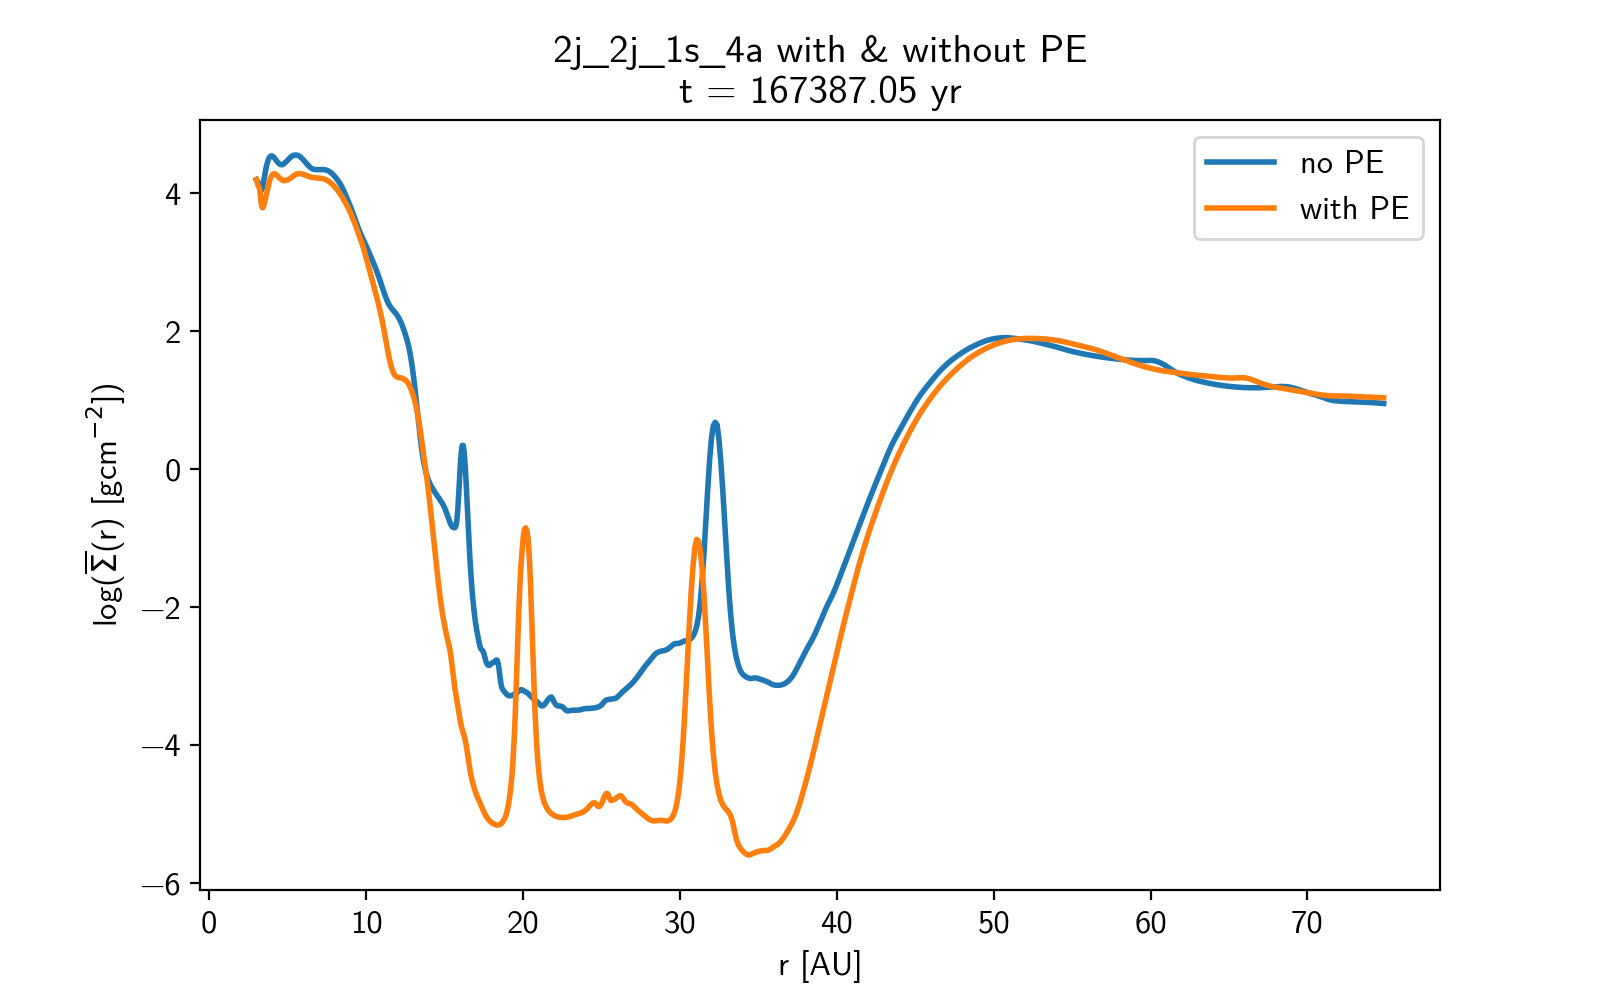 2j_2j_1s_4a with & without PE
t = 167387.05 yr
no PE
with PE
log(Σ̅(r) [gcm⁻²])
4
2
0
−2
−4
−6
0 10 20 30 40 50 60 70
r [AU]